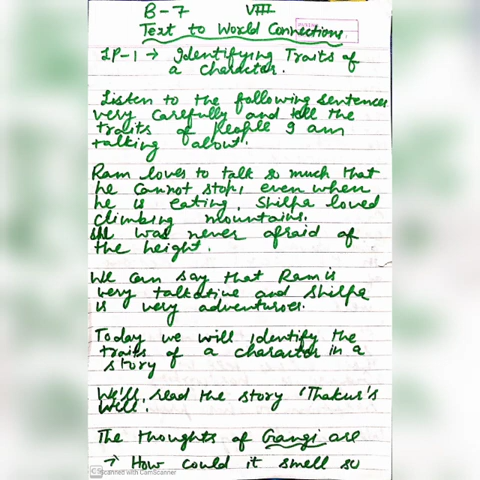 B-7 VIII
Text to World Connections
LP-1 → Identifying Traits of
a character.
Listen to the following sentences
very carefully and tell the
traits of people I am
talking about.
Ram loves to talk so much that
he cannot stop, even when
he is eating. Shilpa loved
climbing mountains.
She was never afraid of
the height.
We can say that Ram is
very talkative and Shilpa
is very adventurous.
Today we will identify the
traits of a character in a
story
We'll read the story 'Thakur's
Well.
The thoughts of Gangi are
→ How could it smell so
CS Scanned with CamScanner